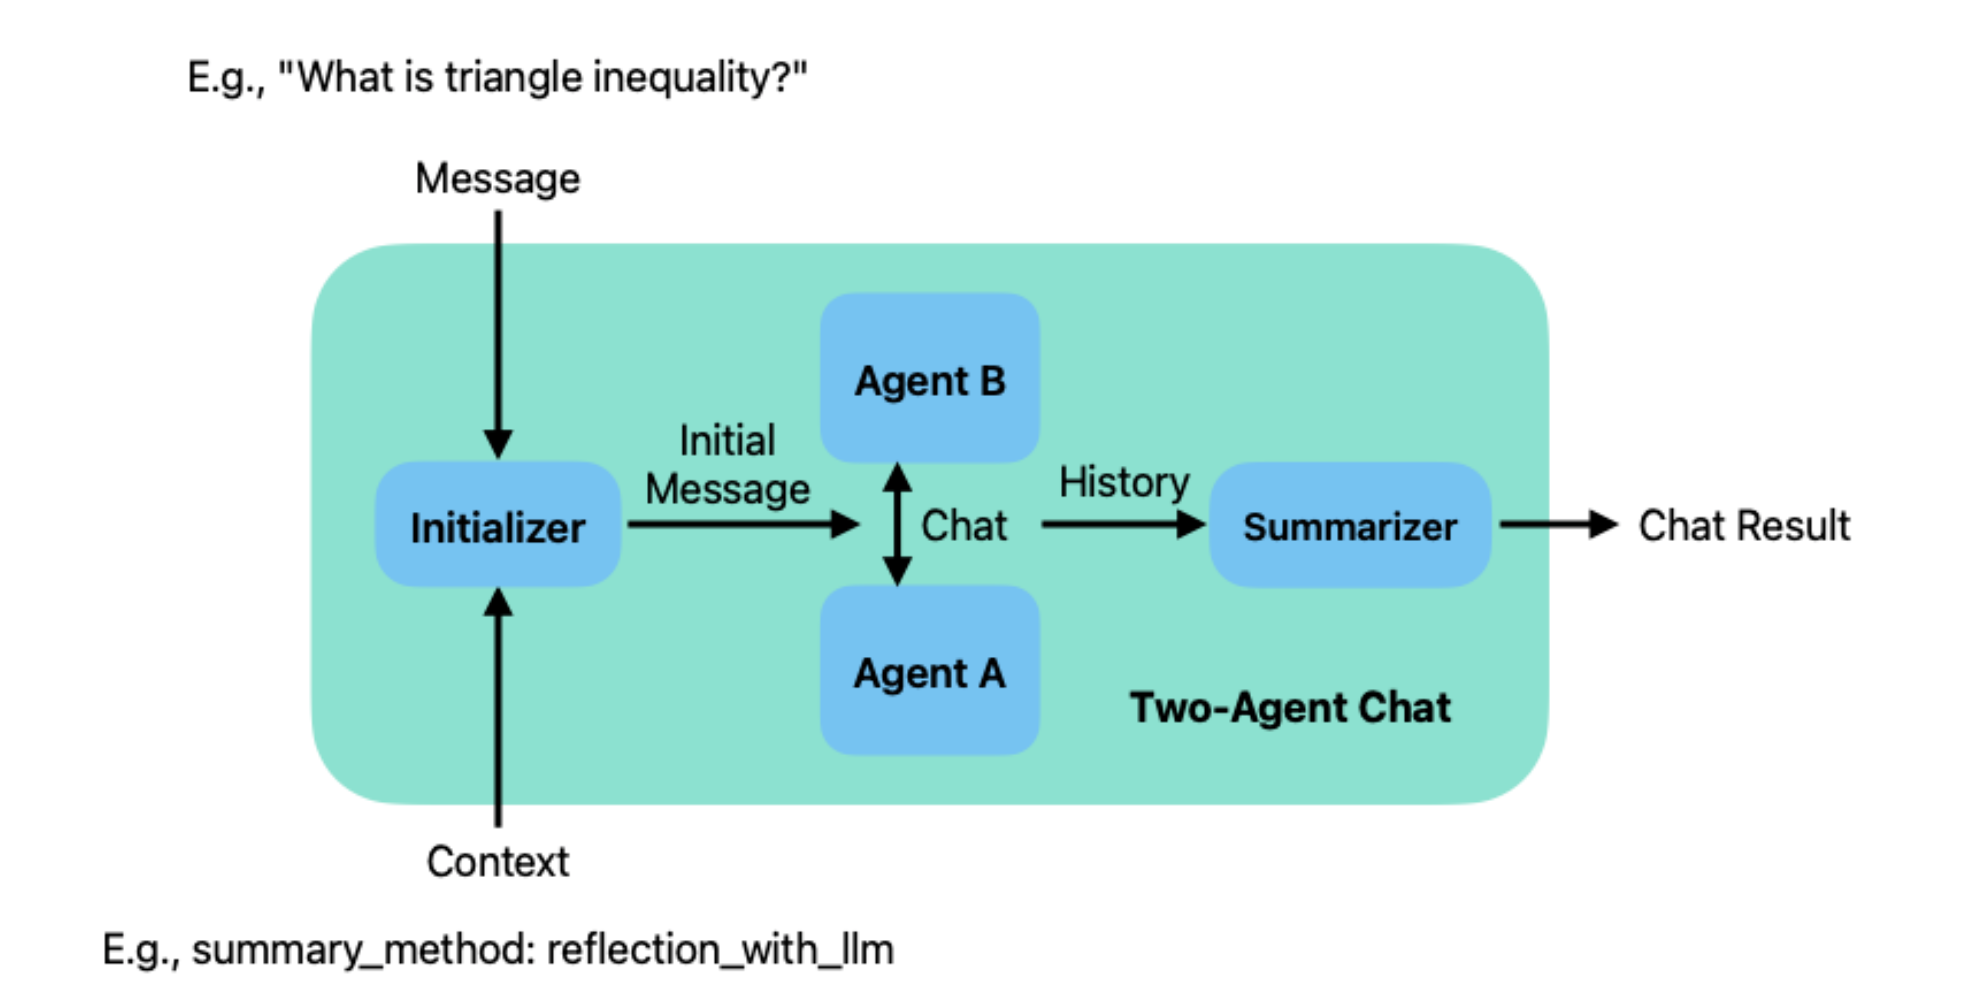 E.g., "What is triangle inequality?"
Message
Agent B
Initial
Message
History
Initializer
Chat
Summarizer
Chat Result
Agent A
Two-Agent Chat
Context
E.g., summary_method: reflection_with_llm